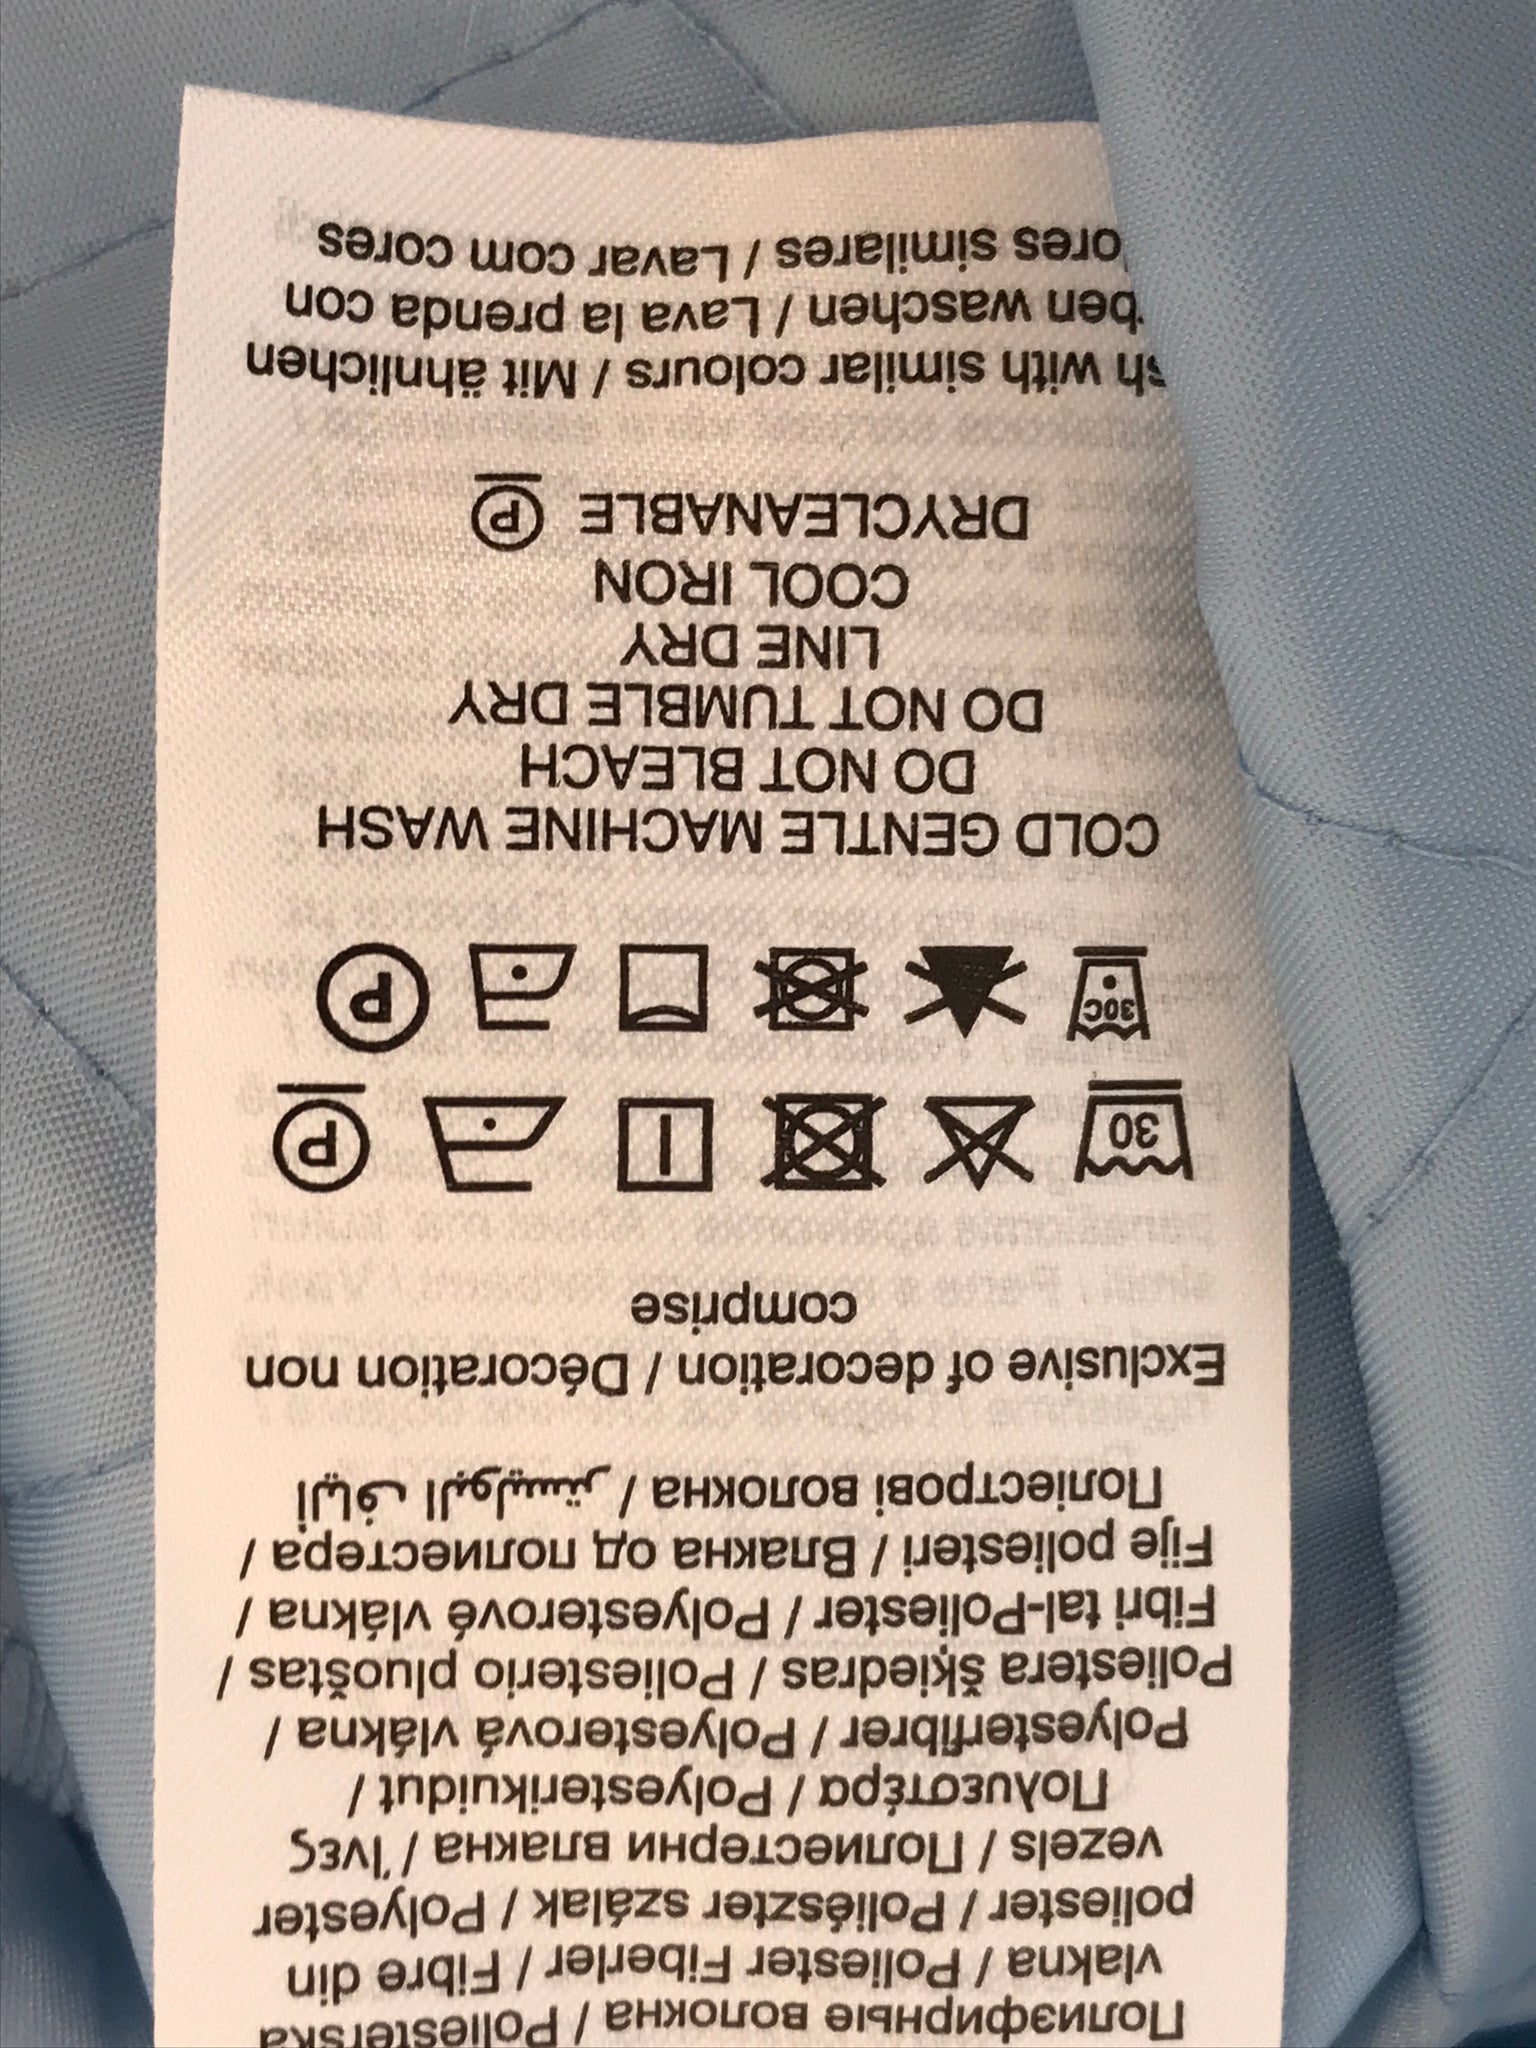 Полиэфирные волокна / Poliesterska
vlakna / Poliester Fiberler / Fibre din
poliester / Poliészter szálak / Polyester
vezels / Полиестерни влакна / Ίνες
Πολυεστέρα / Polyesterikuidut /
Polyesterfibrer / Polyesterová vlákna /
Poliestera šķiedras / Poliesterio pluoštas /
Fibri tal-Poliester / Polyesterové vlákna /
Fije poliesteri / Влакна од полиестера /
Поліестрові волокна / ألياف البوليستر
Exclusive of decoration / Décoration non
comprise
30 P
30C P
COLD GENTLE MACHINE WASH
DO NOT BLEACH
DO NOT TUMBLE DRY
LINE DRY
COOL IRON
DRYCLEANABLE P
with similar colours / Mit ähnlichen
waschen / Lava la prenda con
similares / Lavar com cores